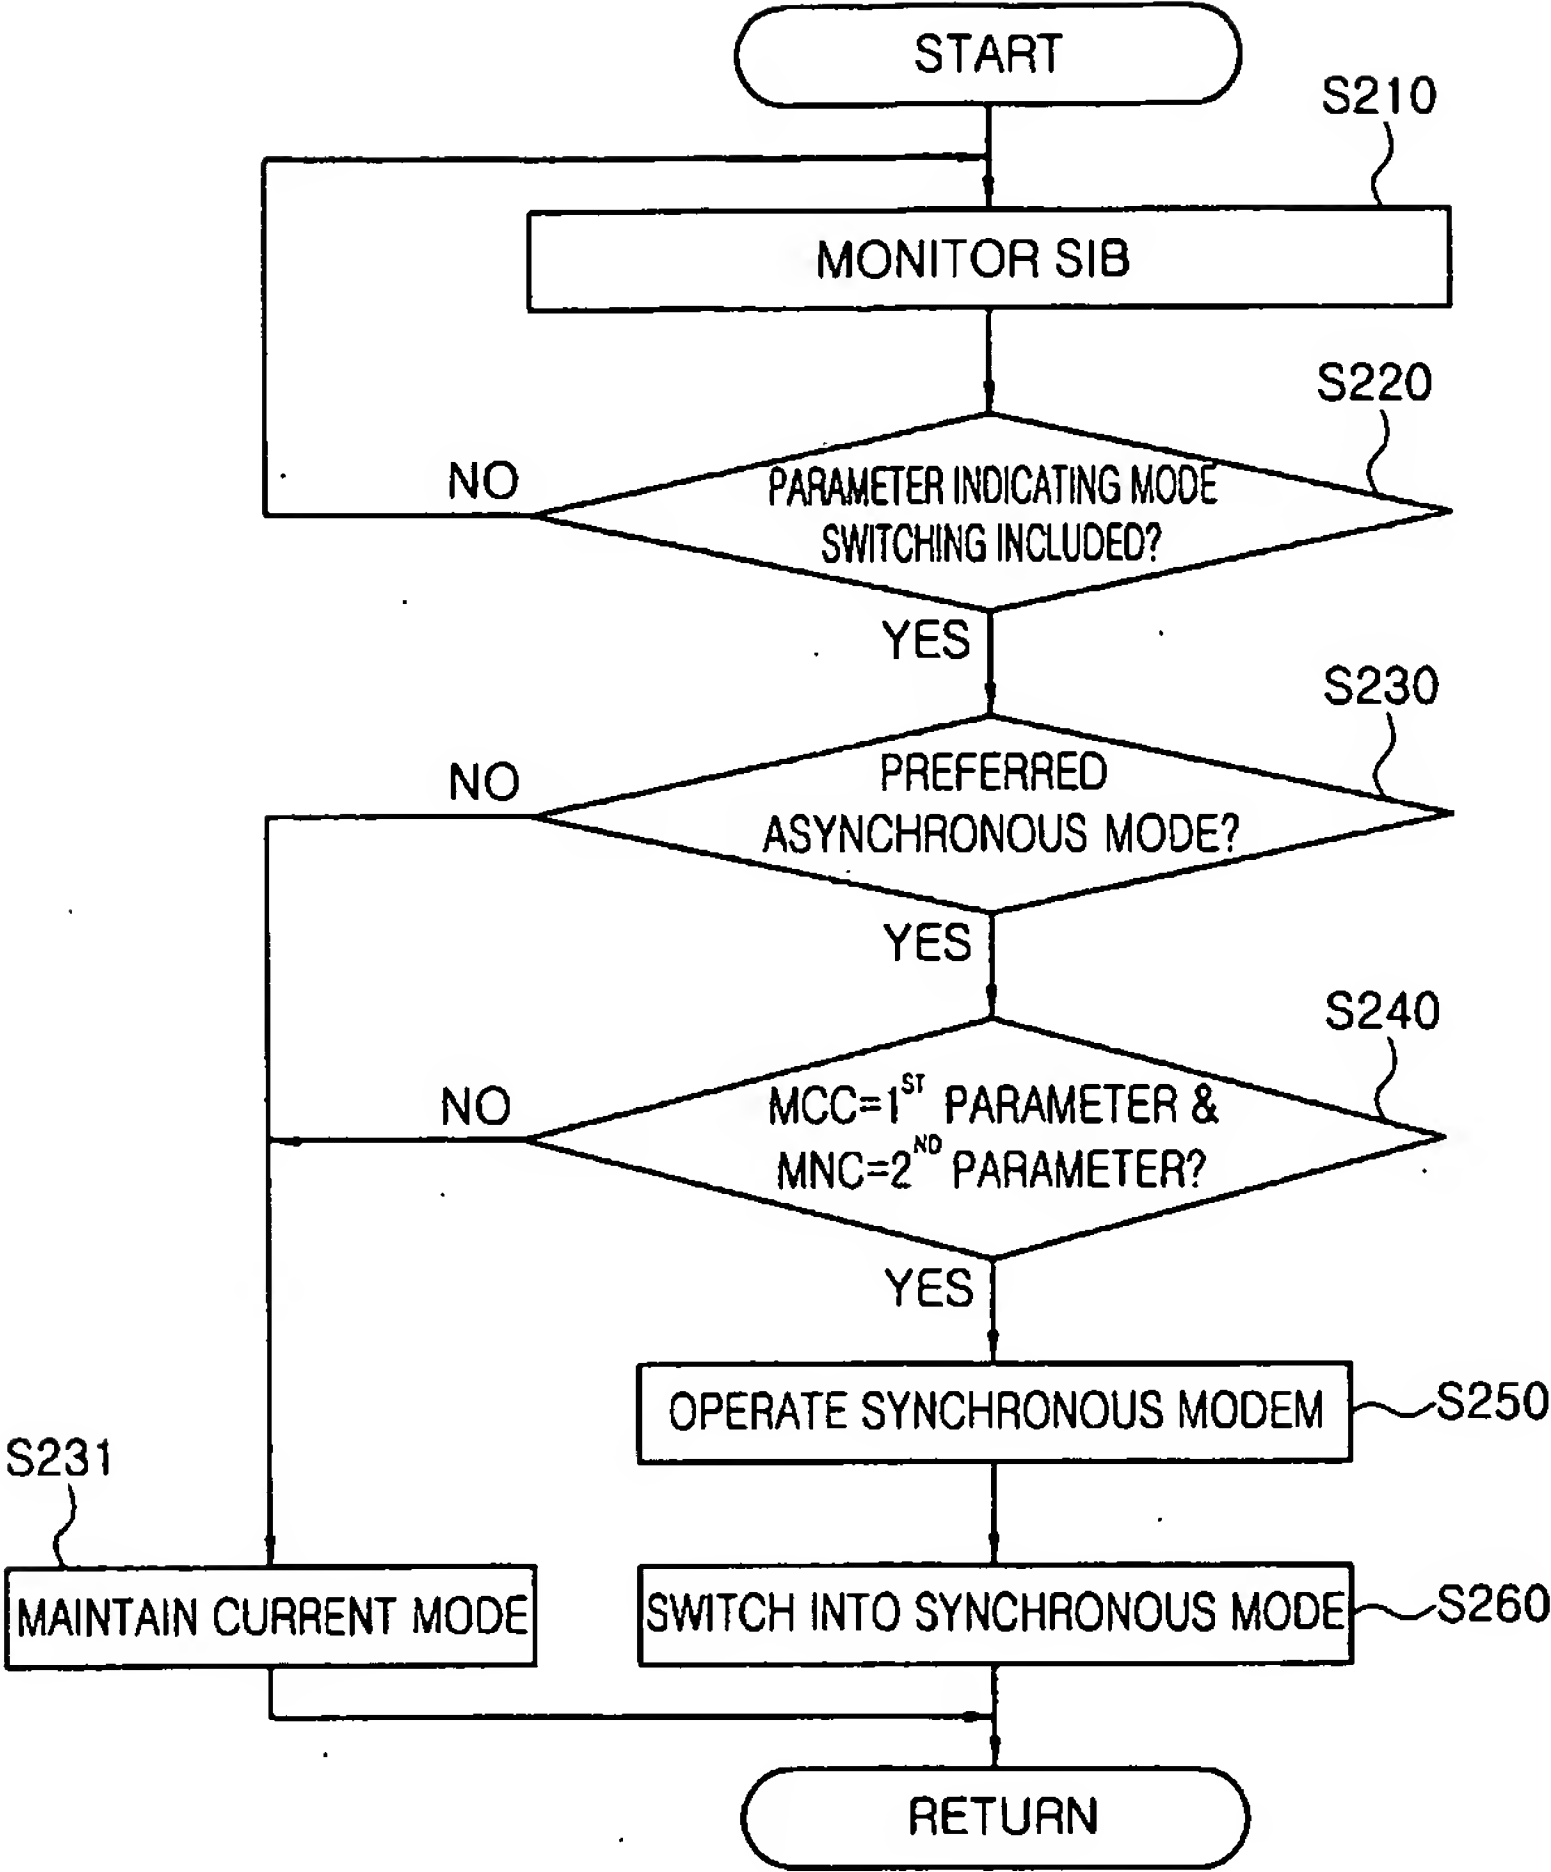 START
S210
MONITOR SIB
S220
NO
PARAMETER INDICATING MODE
SWITCHING INCLUDED?
YES
S230
NO
PREFERRED
ASYNCHRONOUS MODE?
YES
S240
NO
MCC=1ST PARAMETER &
MNC=2ND PARAMETER?
YES
OPERATE SYNCHRONOUS MODEM
S250
S231
MAINTAIN CURRENT MODE
SWITCH INTO SYNCHRONOUS MODE
S260
RETURN